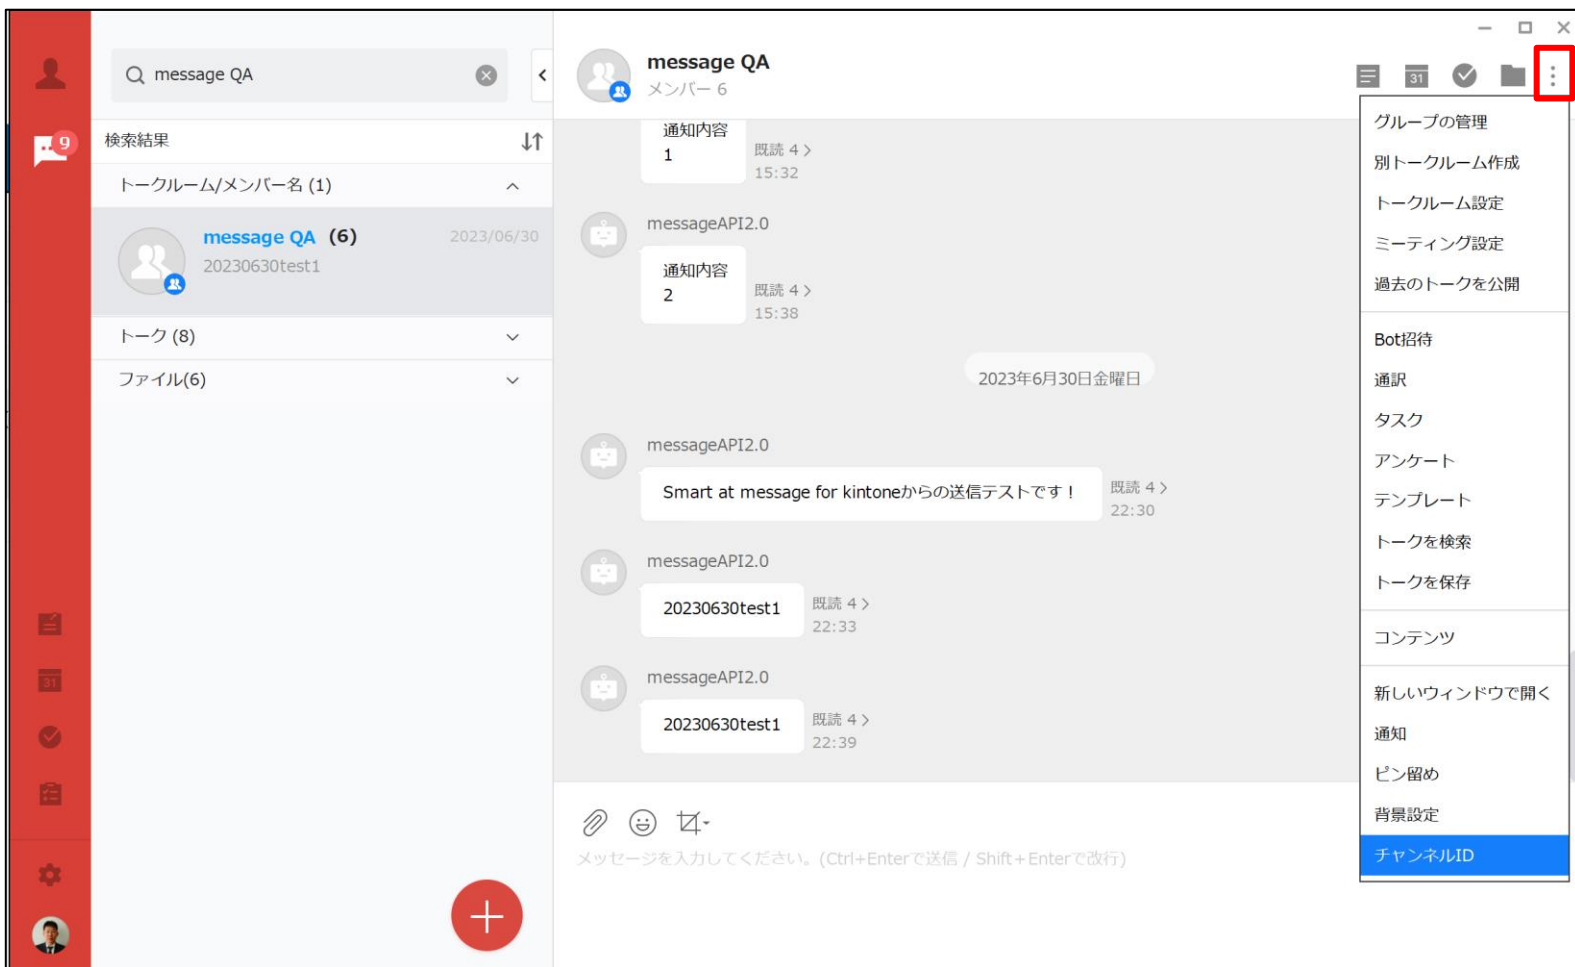 message QA
9
検索結果
トークルーム/メンバー名 (1)
message QA (6)
2023/06/30
20230630test1
トーク (8)
ファイル(6)
message QA
メンバー 6
31
通知内容
1
既読 4
15:32
messageAPI2.0
通知内容
2
既読 4
15:38
2023年6月30日金曜日
messageAPI2.0
Smart at message for kintoneからの送信テストです！
既読 4
22:30
messageAPI2.0
20230630test1
既読 4
22:33
messageAPI2.0
20230630test1
既読 4
22:39
メッセージを入力してください。(Ctrl+Enterで送信 / Shift+Enterで改行)
グループの管理
別トークルーム作成
トークルーム設定
ミーティング設定
過去のトークを公開
Bot招待
通訳
タスク
アンケート
テンプレート
トークを検索
トークを保存
コンテンツ
新しいウィンドウで開く
通知
ピン留め
背景設定
チャンネルID
31